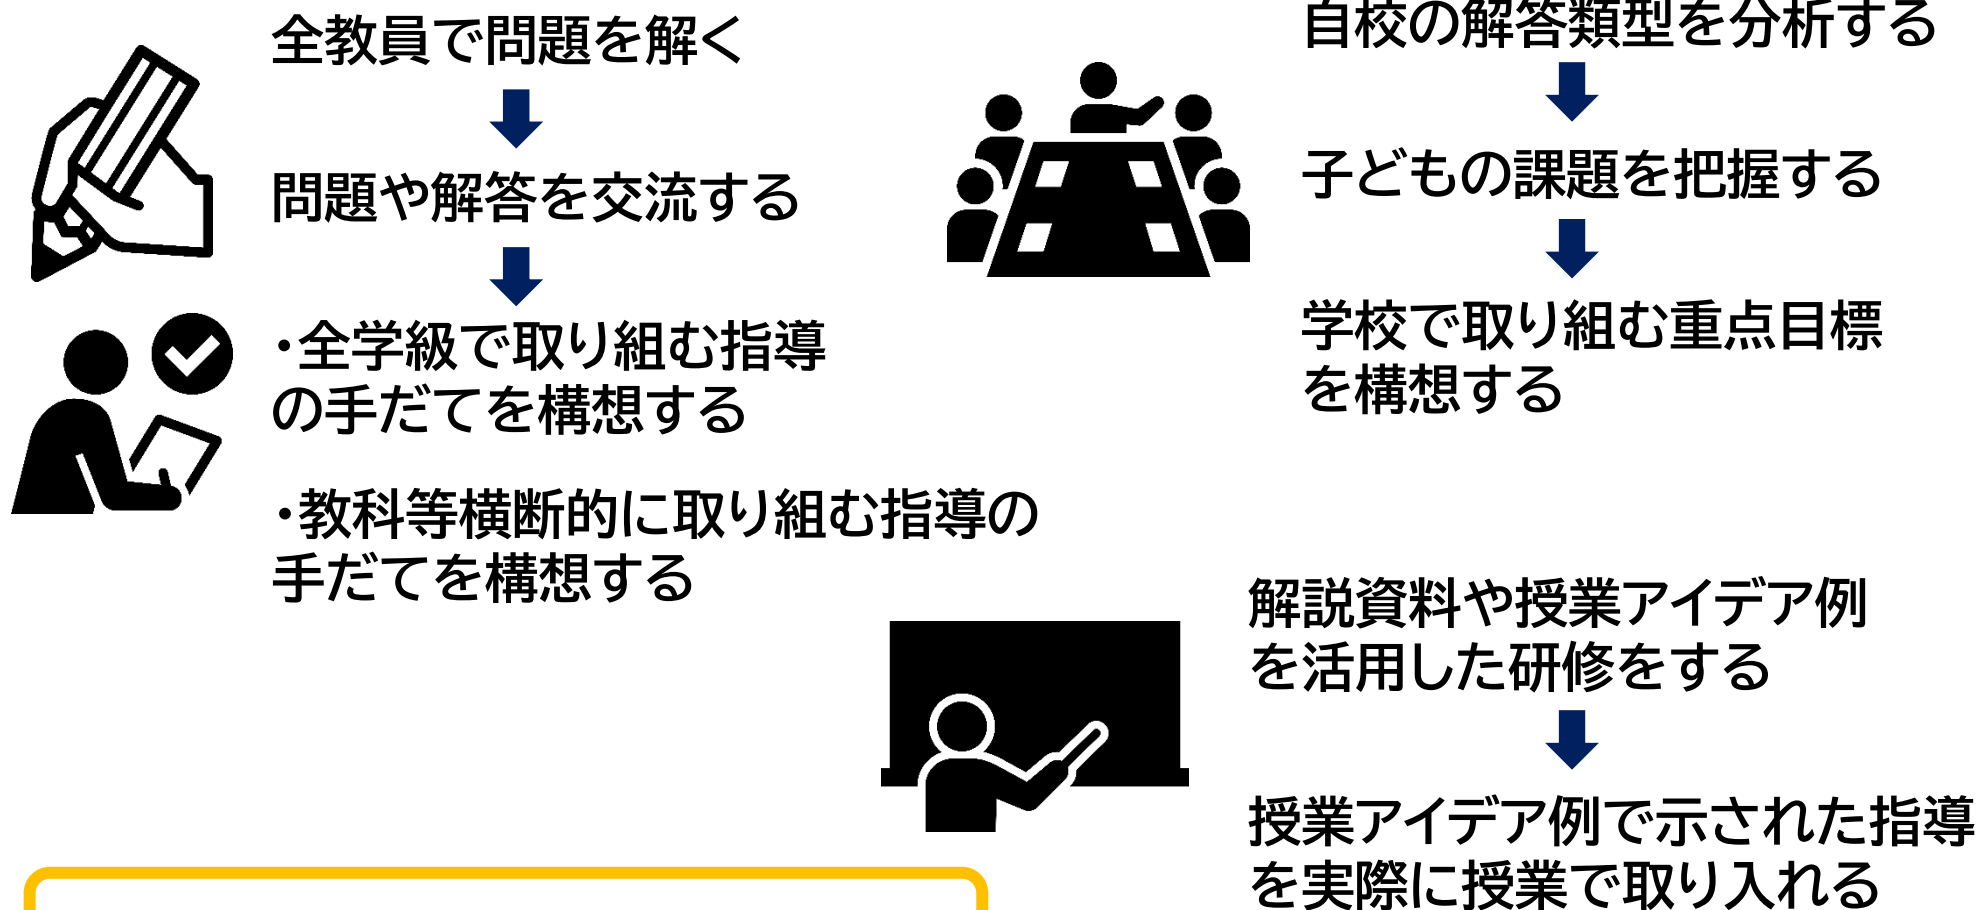 全教員で問題を解く
問題や解答を交流する
・全学級で取り組む指導
の手だてを構想する
・教科等横断的に取り組む指導の
手だてを構想する
自校の解答類型を分析する
子どもの課題を把握する
学校で取り組む重点目標
を構想する
解説資料や授業アイデア例
を活用した研修をする
授業アイデア例で示された指導
を実際に授業で取り入れる